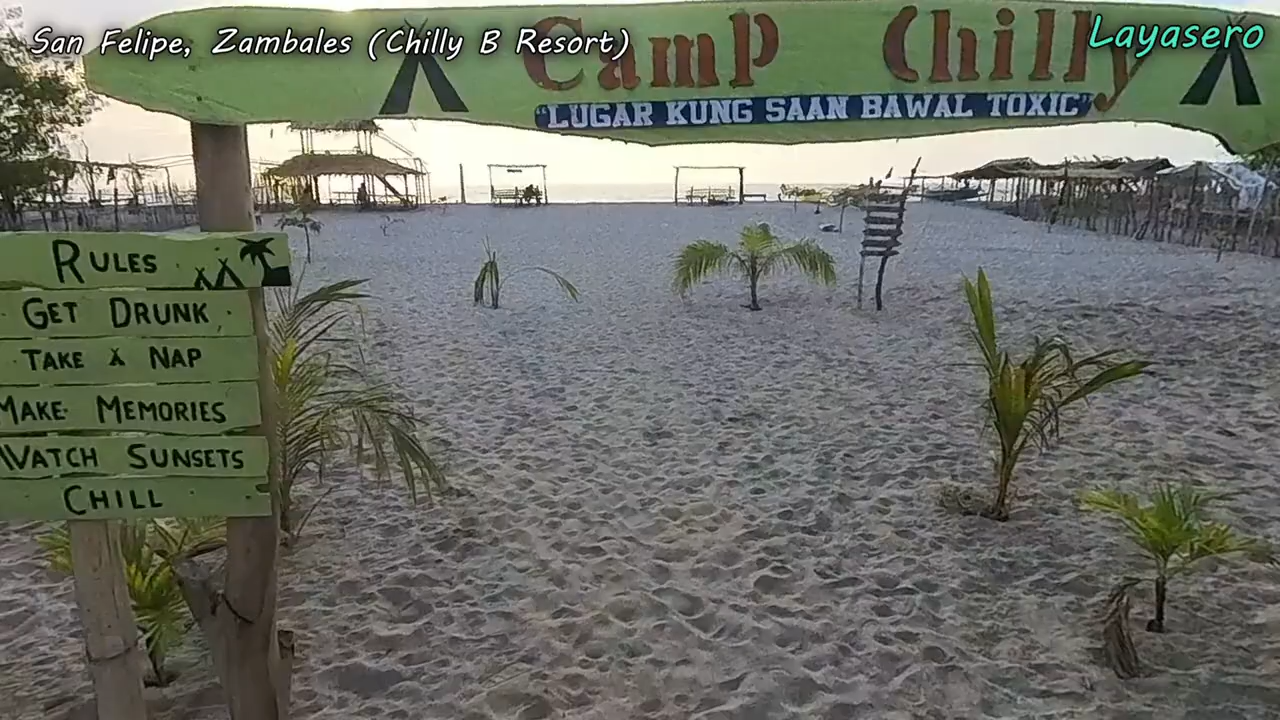 San Felipe, Zambales (Chilly B Resort)
Layasero
Camp Chilly
"LUGAR KUNG SAAN BAWAL TOXIC"
RULES
GET DRUNK
TAKE A NAP
MAKE MEMORIES
WATCH SUNSETS
CHILL